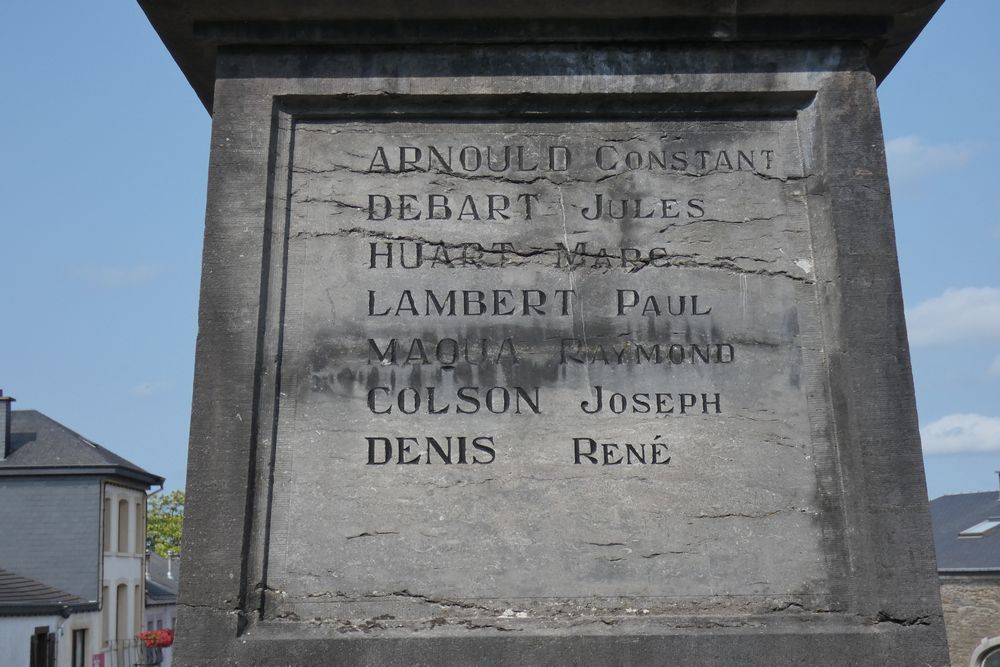 ARNOULD CONSTANT
DEBART JULES
HUART MARC
LAMBERT PAUL
MAQUA RAYMOND
COLSON JOSEPH
DENIS RENÉ